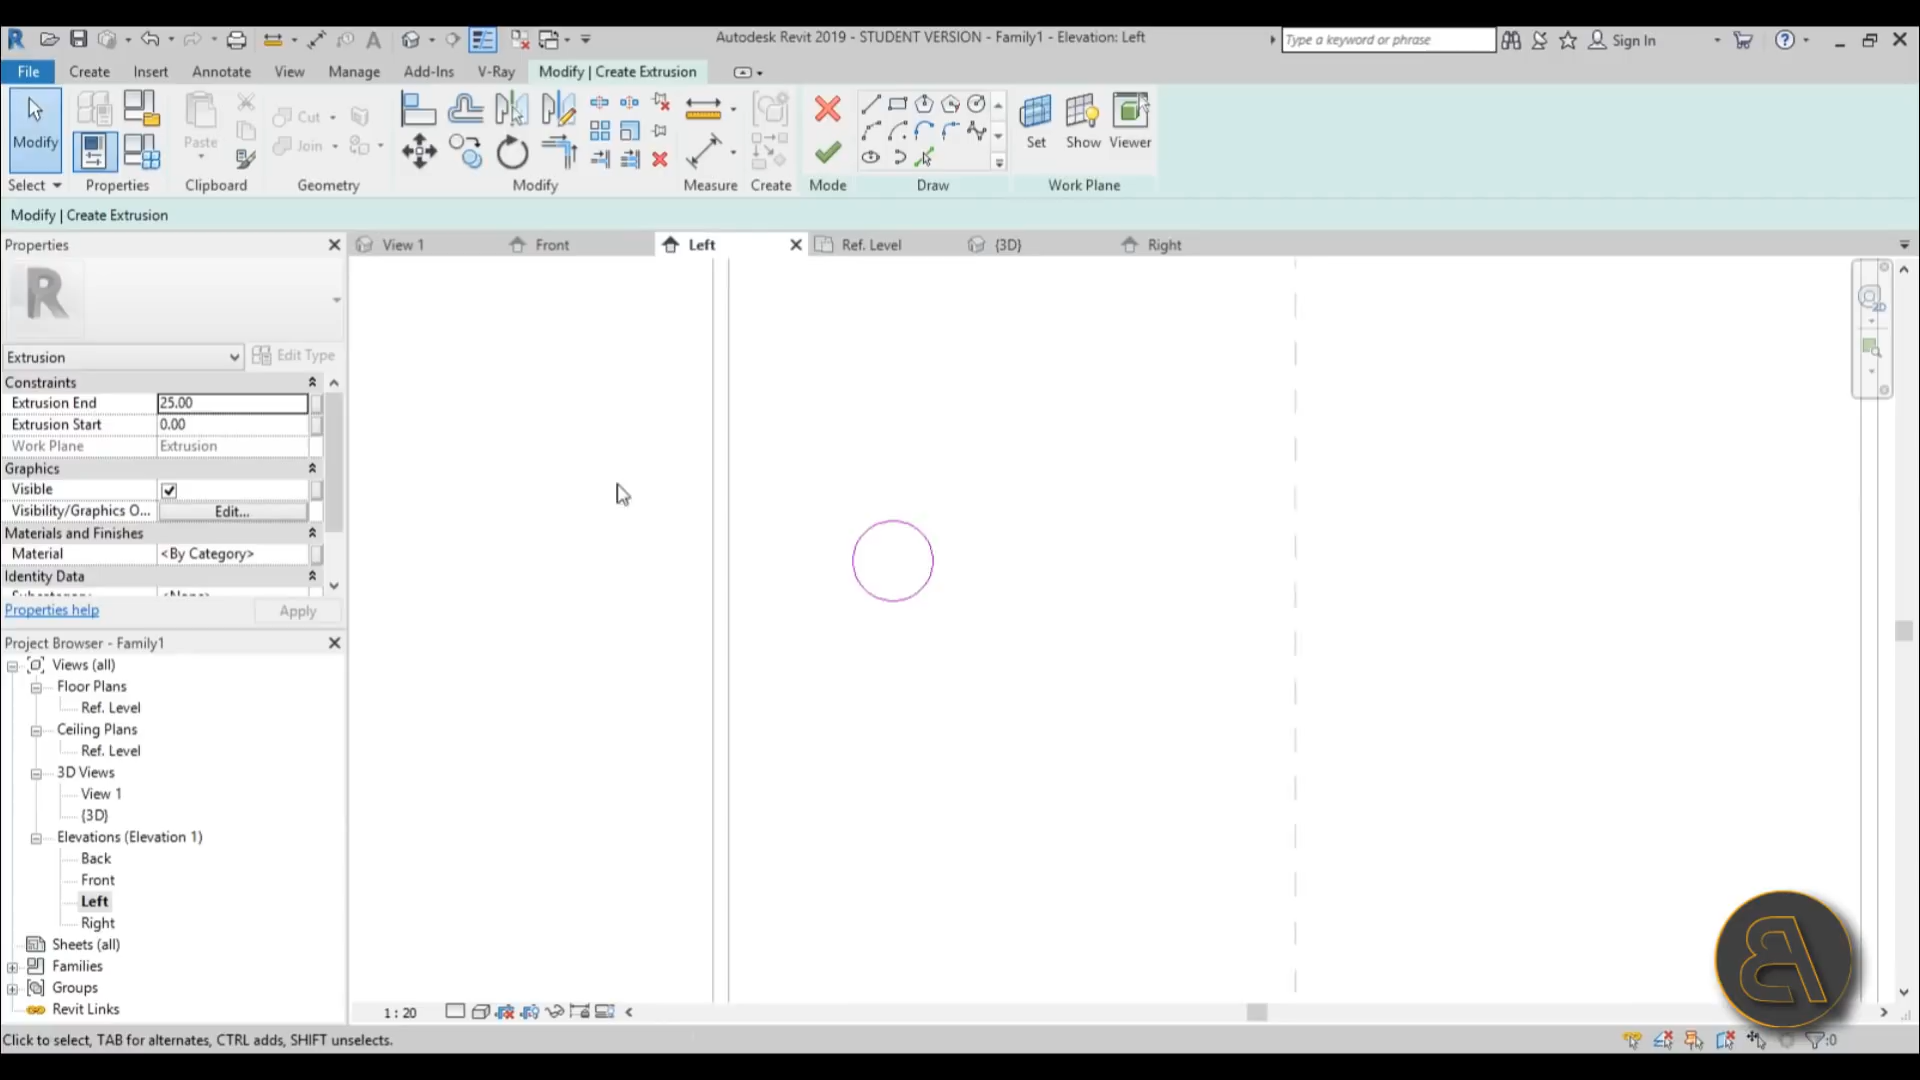 Autodesk Revit 2019 - STUDENT VERSION - Family1 - Elevation: Left
Type a keyword or phrase
Sign In
File Create Insert Annotate View Manage Add-Ins V-Ray Modify | Create Extrusion
Modify
Paste
Cut
Join
Set Show Viewer
Select Properties Clipboard Geometry Modify Measure Create Mode Draw Work Plane
Modify | Create Extrusion
Properties
View 1 Front Left Ref. Level {3D} Right
Extrusion
Edit Type
Constraints
Extrusion End 25.00
Extrusion Start 0.00
Work Plane Extrusion
Graphics
Visible
Visibility/Graphics O... Edit...
Materials and Finishes
Material <By Category>
Identity Data
Properties help
Apply
Project Browser - Family1
Views (all)
Floor Plans
Ref. Level
Ceiling Plans
Ref. Level
3D Views
View 1
{3D}
Elevations (Elevation 1)
Back
Front
Left
Right
Sheets (all)
Families
Groups
Revit Links
1 : 20
Click to select, TAB for alternates, CTRL adds, SHIFT unselects.
:0